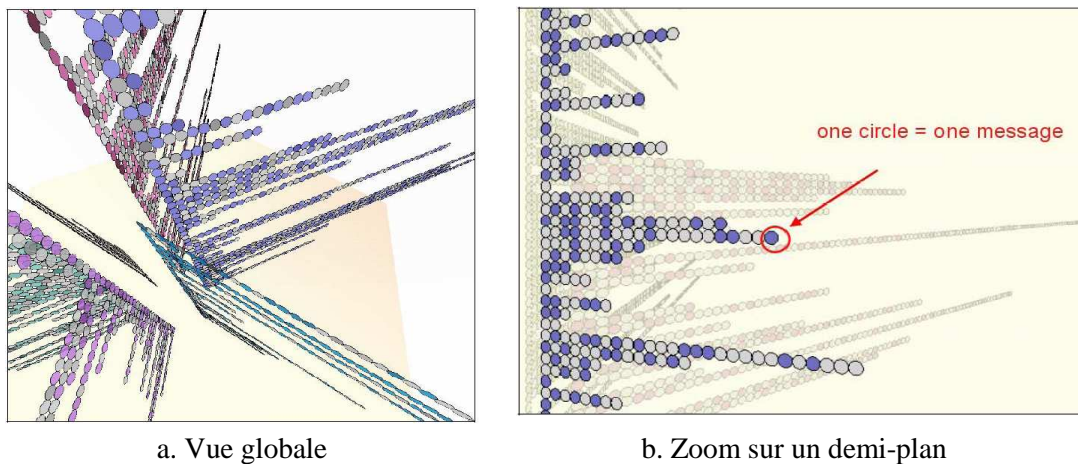 one circle = one message
a. Vue globale
b. Zoom sur un demi-plan